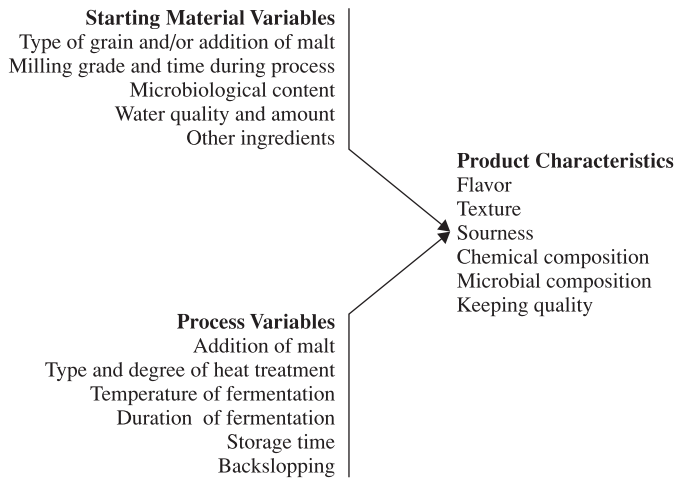 Starting Material Variables
Type of grain and/or addition of malt
Milling grade and time during process
Microbiological content
Water quality and amount
Other ingredients
Product Characteristics
Flavor
Texture
Sourness
Chemical composition
Microbial composition
Keeping quality
Process Variables
Addition of malt
Type and degree of heat treatment
Temperature of fermentation
Duration of fermentation
Storage time
Backslopping